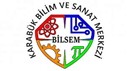 KARABÜK BİLİM VE SANAT MERKEZİ
BİLSEM
π